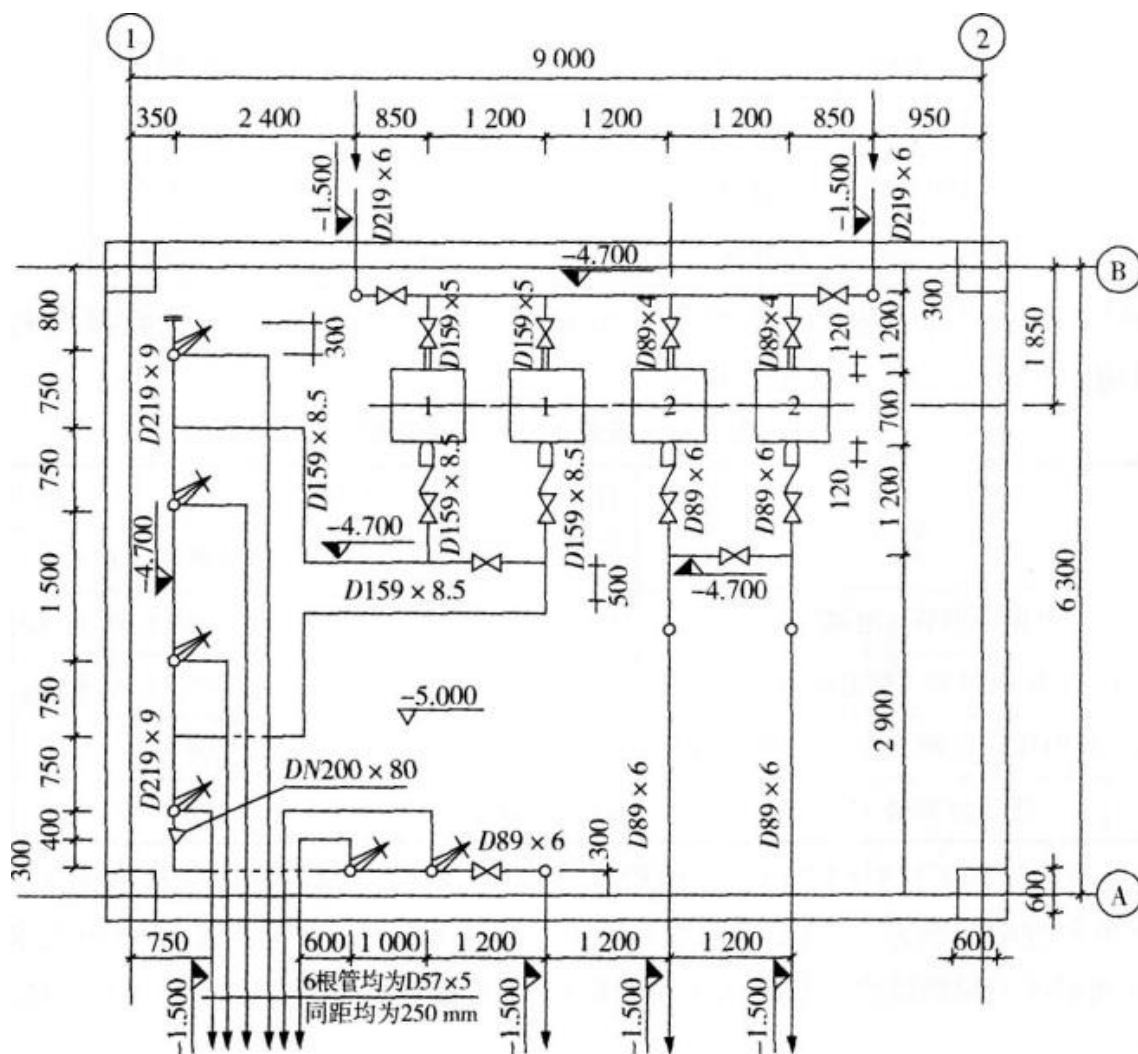 1
2
9 000
350
2 400
850
1 200
1 200
1 200
850
950
-1.500
D219 × 6
-1.500
D219 × 6
-4.700
B
800
300
D159×5
D159×5
D89×4
D89×4
120
1 200
300
1 850
750
D219 × 9
1
1
2
2
700
750
D159 × 8.5
D159 × 8.5
D159 × 8.5
D89 × 6
D89 × 6
120
1 200
-4.700
-4.700
1 500
D159 × 8.5
500
-4.700
6 300
750
-5.000
2 900
750
D219 × 9
DN200 × 80
D89 × 6
D89 × 6
400
D89 × 6
300
300
600
A
750
600
1 000
1 200
1 200
1 200
600
-1.500
6根管均为D57×5
同距均为250 mm
-1.500
-1.500
-1.500